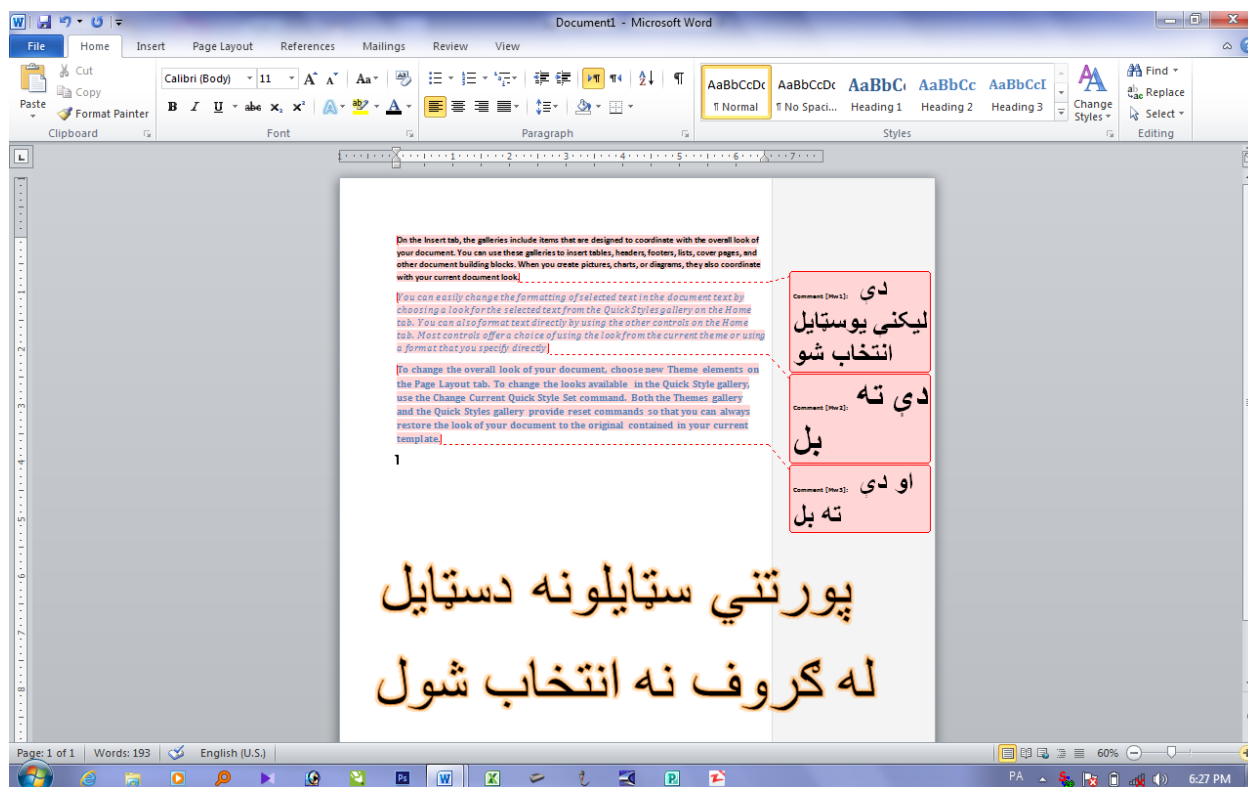 Document1 - Microsoft Word
File Home Insert Page Layout References Mailings Review View
Cut
Copy
Paste
Format Painter
Calibri (Body) 11
AaBbCcDc AaBbCcDc AaBbC AaBbCc AaBbCcI
¶ Normal ¶ No Spaci... Heading 1 Heading 2 Heading 3
Change Styles
Find
Replace
Select
Clipboard Font Paragraph Styles Editing
On the Insert tab, the galleries include items that are designed to coordinate with the overall look of
your document. You can use these galleries to insert tables, headers, footers, lists, cover pages, and
other document building blocks. When you create pictures, charts, or diagrams, they also coordinate
with your current document look.
You can easily change the formatting of selected text in the document text by
choosing a look for the selected text from the Quick Styles gallery on the Home
tab. You can also format text directly by using the other controls on the Home
tab. Most controls offer a choice of using the look from the current theme or using
a format that you specify directly
To change the overall look of your document, choose new Theme elements on
the Page Layout tab. To change the looks available in the Quick Style gallery,
use the Change Current Quick Style Set command. Both the Themes gallery
and the Quick Styles gallery provide reset commands so that you can always
restore the look of your document to the original contained in your current
template.
1
Comment [Mw1]: دې
ليکنې يوسټايل
انتخاب شو
Comment [Mw2]: دې ته
بل
Comment [Mw3]: او دې
ته بل
پورتني سټايلونه دسټايل
له ګروف نه انتخاب شول
Page: 1 of 1 Words: 193 English (U.S.) 60%
PA 6:27 PM